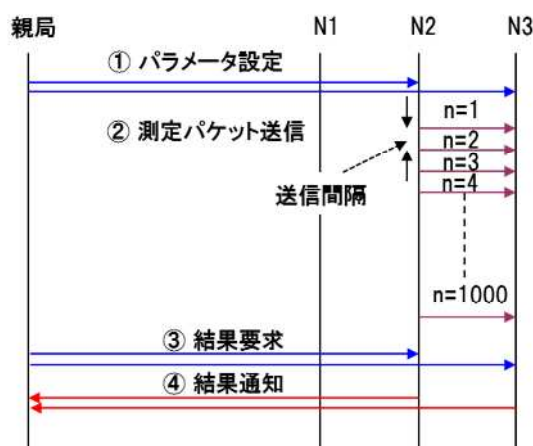 親局 N1 N2 N3
① パラメータ設定
n=1
② 測定パケット送信
n=2
n=3
n=4
送信間隔
n=1000
③ 結果要求
④ 結果通知